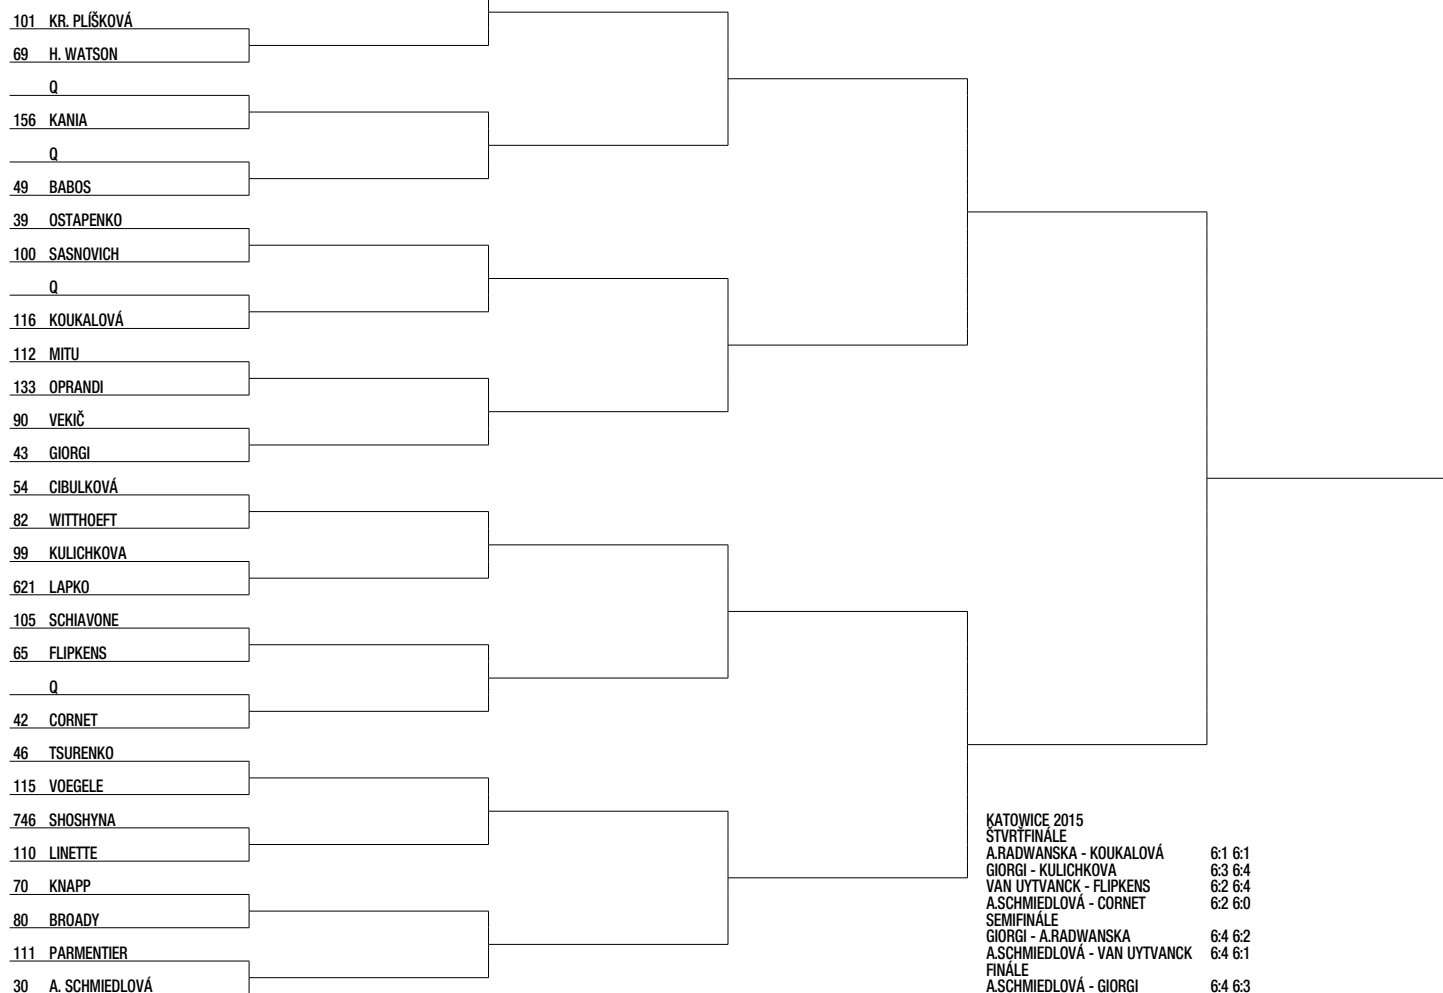 101 KR. PLÍŠKOVÁ
69 H. WATSON
Q
156 KANIA
Q
49 BABOS
39 OSTAPENKO
100 SASNOVICH
Q
116 KOUKALOVÁ
112 MITU
133 OPRANDI
90 VEKIČ
43 GIORGI
54 CIBULKOVÁ
82 WITTHOEFT
99 KULICHKOVA
621 LAPKO
105 SCHIAVONE
65 FLIPKENS
Q
42 CORNET
46 TSURENKO
115 VOEGELE
746 SHOSHYNA
110 LINETTE
70 KNAPP
80 BROADY
111 PARMENTIER
30 A. SCHMIEDLOVÁ
KATOWICE 2015
ŠTVRŤFINÁLE
A.RADWANSKA - KOUKALOVÁ 6:1 6:1
GIORGI - KULICHKOVA 6:3 6:4
VAN UYTVANCK - FLIPKENS 6:2 6:4
A.SCHMIEDLOVÁ - CORNET 6:2 6:0
SEMIFINÁLE
GIORGI - A.RADWANSKA 6:4 6:2
A.SCHMIEDLOVÁ - VAN UYTVANCK 6:4 6:1
FINÁLE
A.SCHMIEDLOVÁ - GIORGI 6:4 6:3